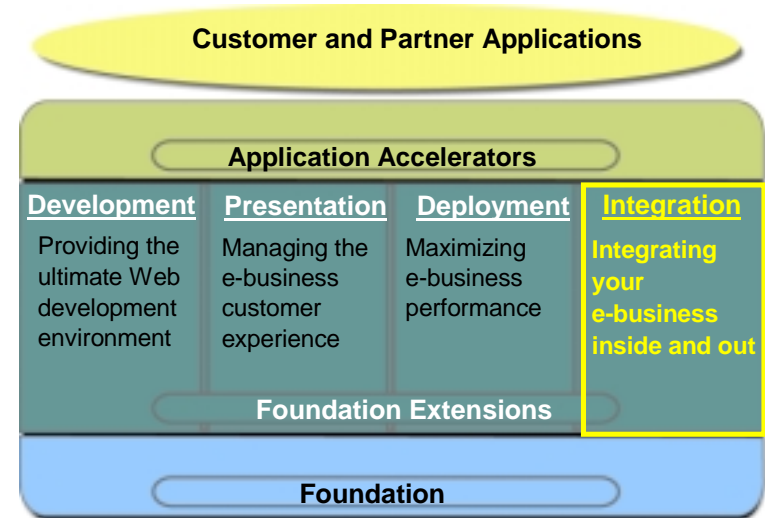 Customer and Partner Applications
Application Accelerators
Development
Providing the
ultimate Web
development
environment
Presentation
Managing the
e-business
customer
experience
Deployment
Maximizing
e-business
performance
Integration
Integrating
your
e-business
inside and out
Foundation Extensions
Foundation